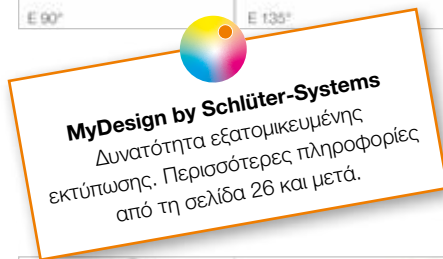 E 90° E 135°
MyDesign by Schlüter-Systems
Δυνατότητα εξατομικευμένης
εκτύπωσης. Περισσότερες πληροφορίες
από τη σελίδα 26 και μετά.